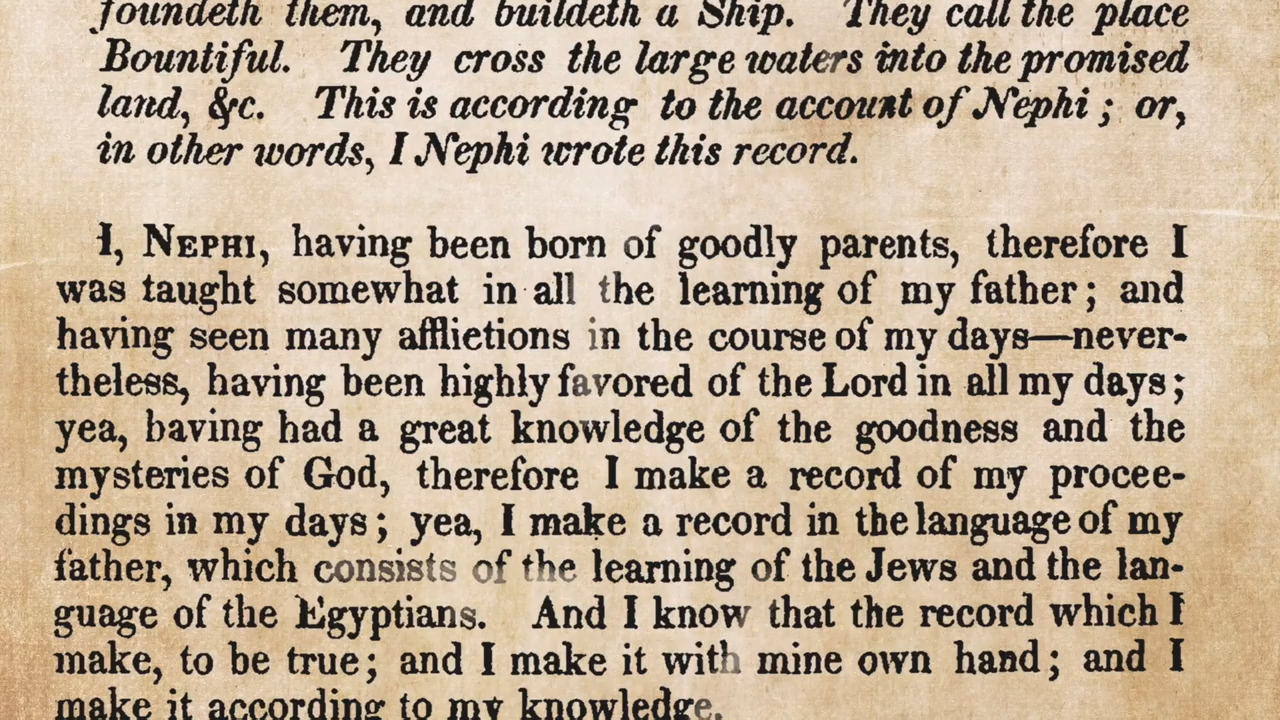 foundeth them, and buildeth a Ship. They call the place
Bountiful. They cross the large waters into the promised
land, &c. This is according to the account of Nephi; or,
in other words, I Nephi wrote this record.
I, NEPHI, having been born of goodly parents, therefore I
was taught somewhat in all the learning of my father; and
having seen many afflietions in the course of my days—never-
theless, having been highly favored of the Lord in all my days;
yea, baving had a great knowledge of the goodness and the
mysteries of God, therefore I make a record of my procee-
dings in my days; yea, I make a record in the language of my
father, which consists of the learning of the Jews and the lan-
guage of the Egyptians. And I know that the record which I
make, to be true; and I make it with mine own hand; and I
make it according to my knowledge.